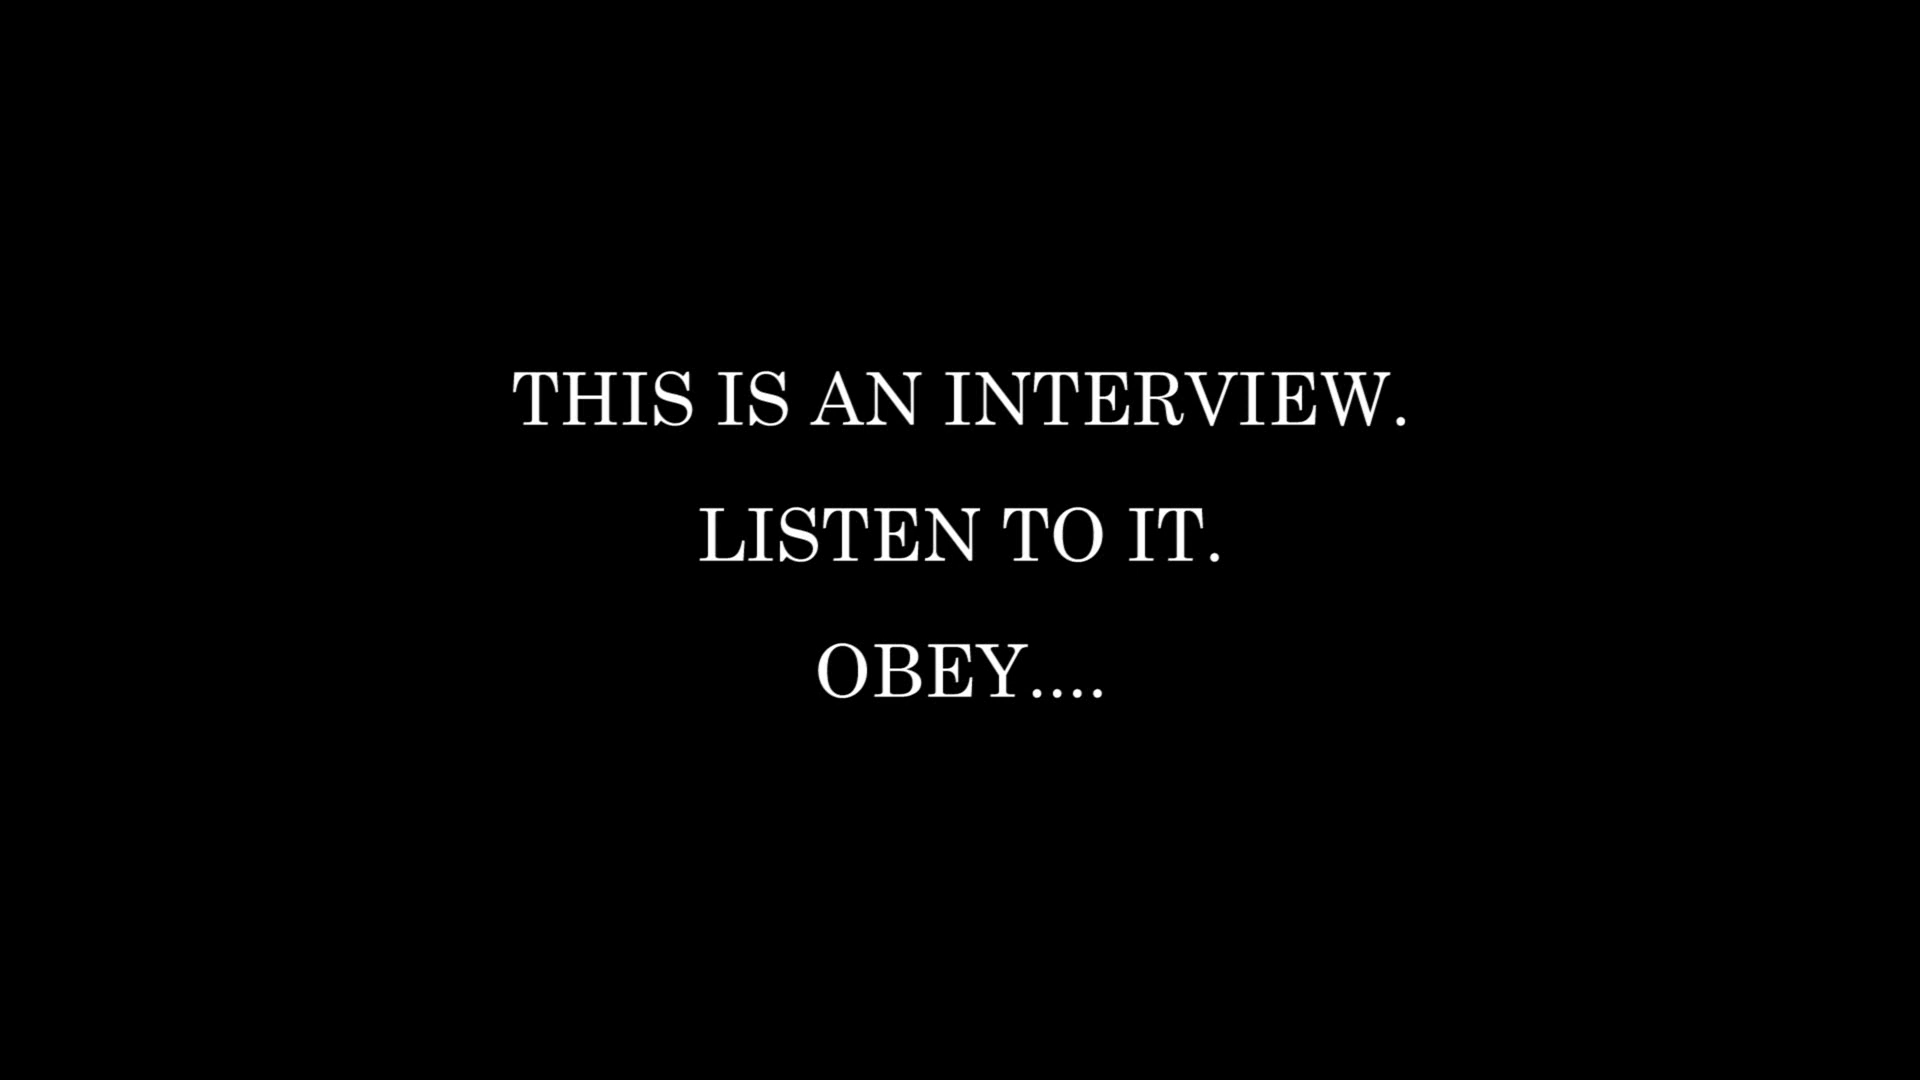 THIS IS AN INTERVIEW.
LISTEN TO IT.
OBEY....